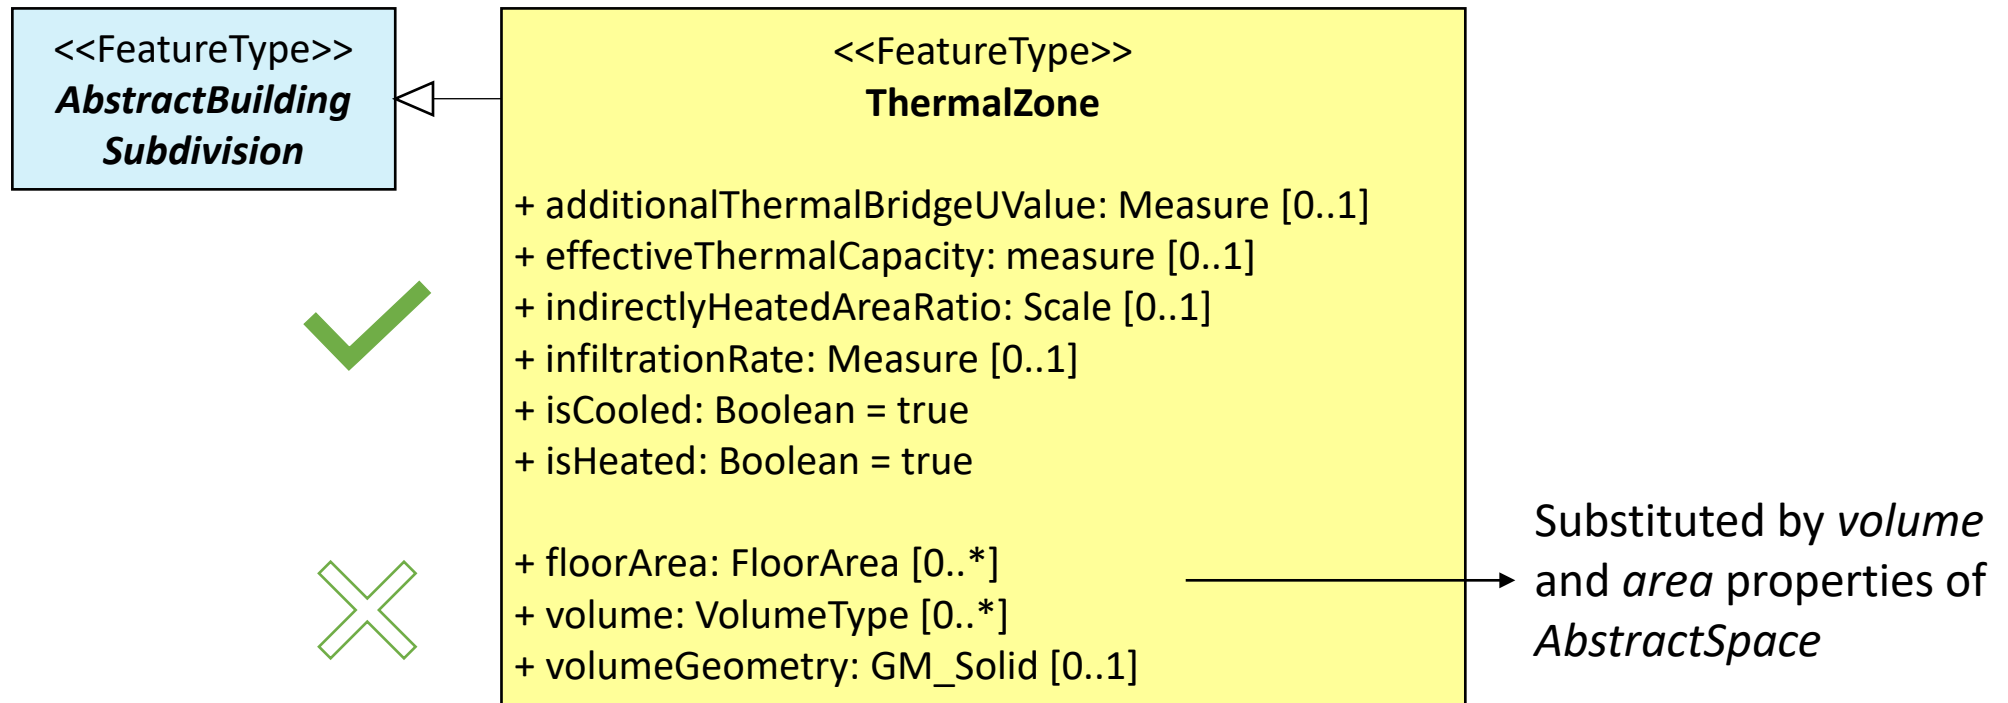 <<FeatureType>>
AbstractBuilding
Subdivision
<<FeatureType>>
ThermalZone
+ additionalThermalBridgeUValue: Measure [0..1]
+ effectiveThermalCapacity: measure [0..1]
+ indirectlyHeatedAreaRatio: Scale [0..1]
+ infiltrationRate: Measure [0..1]
+ isCooled: Boolean = true
+ isHeated: Boolean = true
+ floorArea: FloorArea [0..*]
+ volume: VolumeType [0..*]
+ volumeGeometry: GM_Solid [0..1]
Substituted by volume
and area properties of
AbstractSpace